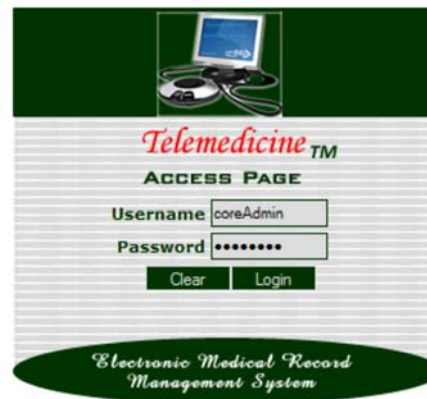 Telemedicine TM
ACCESS PAGE
Username coreAdmin
Password ••••••••
Clear Login
Electronic Medical Record
Management System